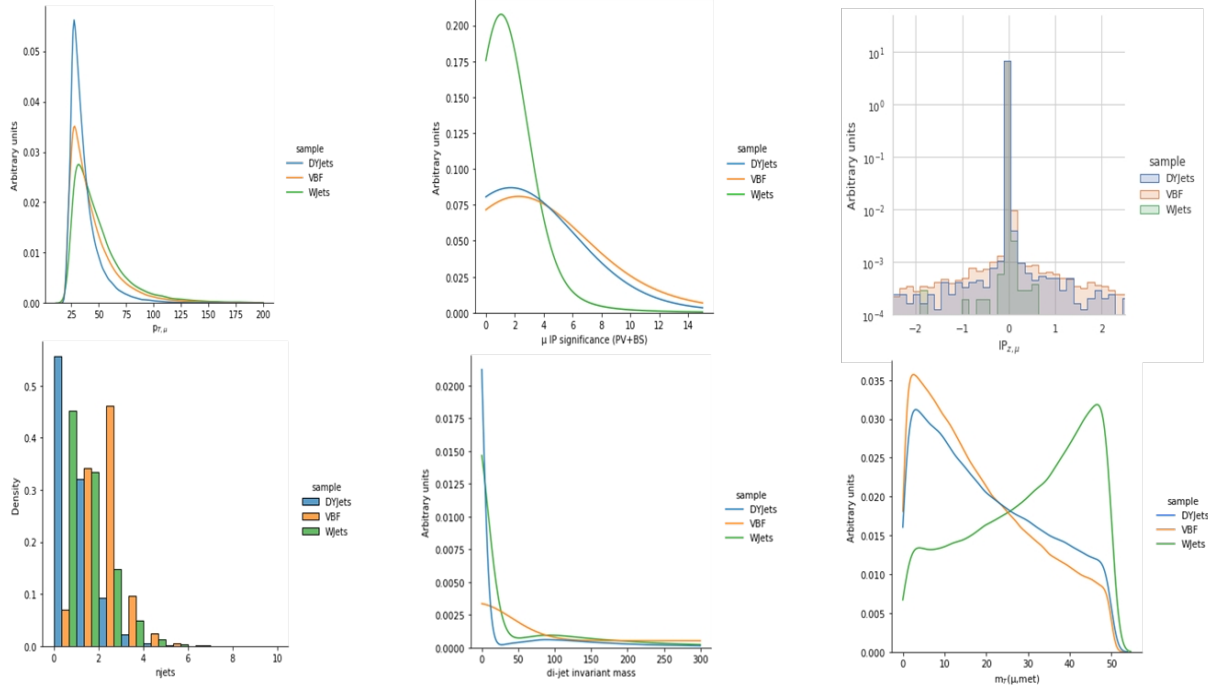 Arbitrary units
0.05
0.04
0.03
0.02
0.01
0.00
25
50
75
100
125
150
175
200
pT,μ
sample
DYJets
VBF
WJets
Arbitrary units
0.200
0.175
0.150
0.125
0.100
0.075
0.050
0.025
0.000
0
2
4
6
8
10
12
14
μ IP significance (PV+BS)
sample
DYJets
VBF
WJets
Arbitrary units
10^1
10^0
10^-1
10^-2
10^-3
10^-4
-2
-1
0
1
2
IPz,μ
sample
DYJets
VBF
WJets
Density
0.5
0.4
0.3
0.2
0.1
0.0
0
2
4
6
8
10
njets
sample
DYJets
VBF
WJets
Arbitrary units
0.0200
0.0175
0.0150
0.0125
0.0100
0.0075
0.0050
0.0025
0.0000
0
50
100
150
200
250
300
di-jet invariant mass
sample
DYJets
VBF
WJets
Arbitrary units
0.035
0.030
0.025
0.020
0.015
0.010
0.005
0.000
0
10
20
30
40
50
mT(μ,met)
sample
DYJets
VBF
WJets